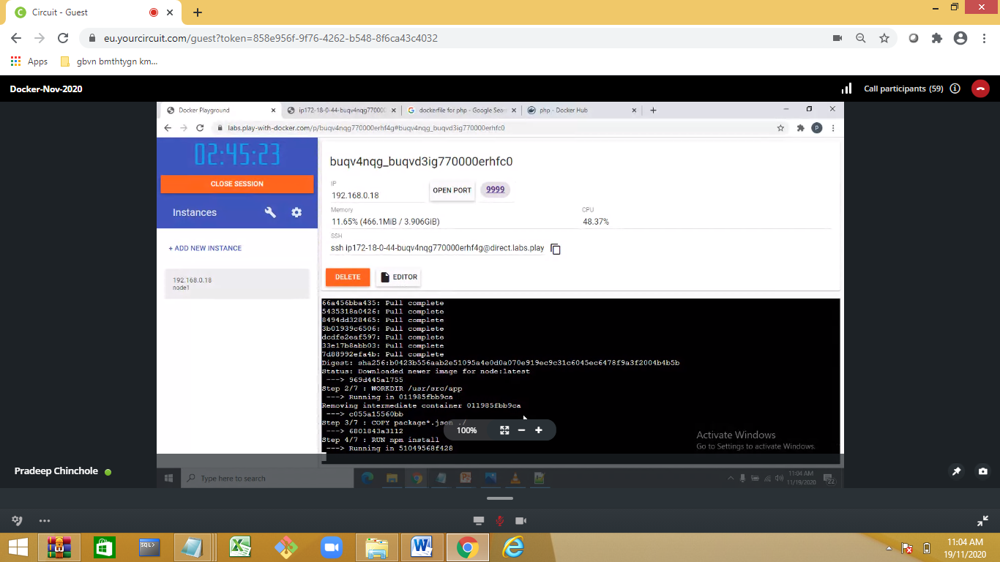 Circuit - Guest
eu.yourcircuit.com/guest?token=858e956f-9f76-4262-b548-8f6ca43c4032
Apps
gbvn bmthtygn km...
Docker-Nov-2020
Call participants (59)
Docker Playground
ip172-18-0-44-buqv4nqg77000
dockerfile for php - Google Sear
php - Docker Hub
labs.play-with-docker.com/p/buqv4nqg770000erhf4g#buqv4nqg_buqvd3ig770000erhfc0
P
02:45:23
CLOSE SESSION
Instances
+ ADD NEW INSTANCE
192.168.0.18
node1
buqv4nqg_buqvd3ig770000erhfc0
IP
192.168.0.18
OPEN PORT
9999
Memory
11.65% (466.1MiB / 3.906GiB)
CPU
48.37%
SSH
ssh ip172-18-0-44-buqv4nqg770000erhf4g@direct.labs.play
DELETE
EDITOR
66a456bba435: Pull complete
5435318a0426: Pull complete
8494dd328465: Pull complete
3b01939c6506: Pull complete
dcdfe2eaf597: Pull complete
33e17b8abb03: Pull complete
7d88992efa4b: Pull complete
Digest: sha256:b0423b556aab2e51095a4e0d0a070e919ec9c31c6045ec6478f9a3f2004b4b5b
Status: Downloaded newer image for node:latest
---> 969d445a1755
Step 2/7 : WORKDIR /usr/src/app
---> Running in 011985fbb9ca
Removing intermediate container 011985fbb9ca
---> c055a15560bb
Step 3/7 : COPY package*.json ./
---> 6801843a3112
Step 4/7 : RUN npm install
---> Running in 51049568f428
100%
Activate Windows
Go to Settings to activate Windows.
Pradeep Chinchole
Type here to search
11:04 AM
11/19/2020
22
SQL>
11:04 AM
19/11/2020